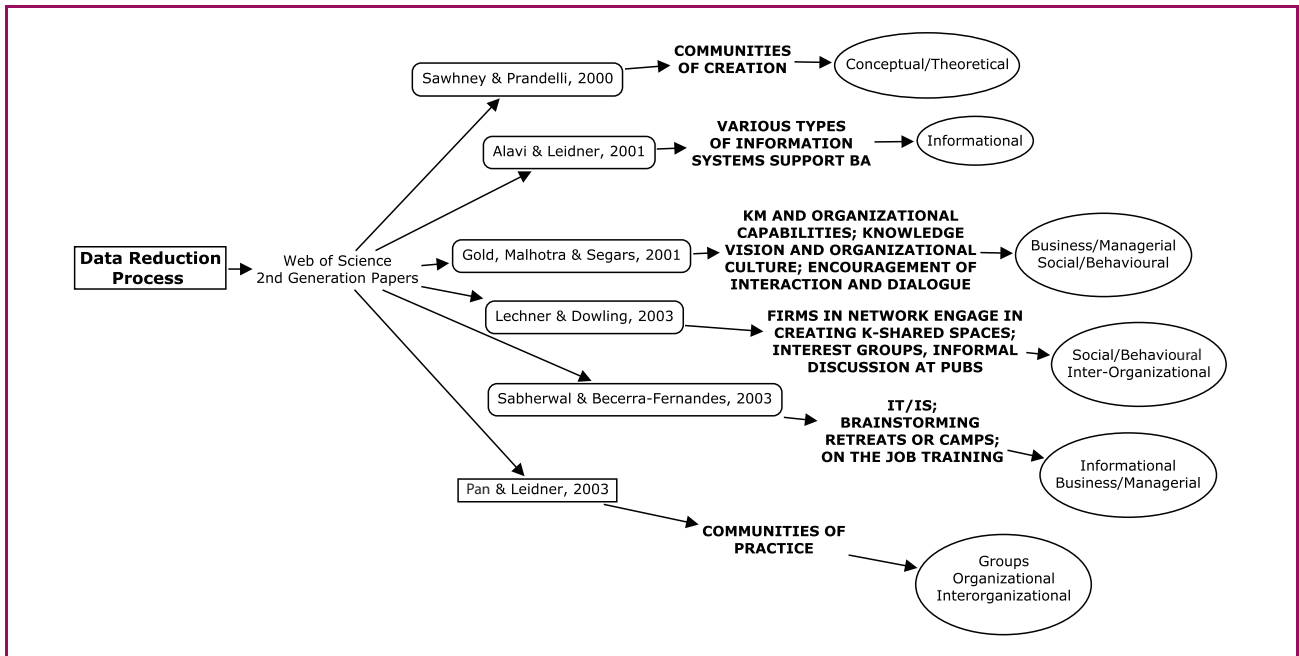 Data Reduction
Process
Web of Science
2nd Generation Papers
Sawhney & Prandelli, 2000
COMMUNITIES
OF CREATION
Conceptual/Theoretical
Alavi & Leidner, 2001
VARIOUS TYPES
OF INFORMATION
SYSTEMS SUPPORT BA
Informational
Gold, Malhotra & Segars, 2001
KM AND ORGANIZATIONAL
CAPABILITIES; KNOWLEDGE
VISION AND ORGANIZATIONAL
CULTURE; ENCOURAGEMENT OF
INTERACTION AND DIALOGUE
Business/Managerial
Social/Behavioural
Lechner & Dowling, 2003
FIRMS IN NETWORK ENGAGE IN
CREATING K-SHARED SPACES;
INTEREST GROUPS, INFORMAL
DISCUSSION AT PUBS
Social/Behavioural
Inter-Organizational
Sabherwal & Becerra-Fernandes, 2003
IT/IS;
BRAINSTORMING
RETREATS OR CAMPS;
ON THE JOB TRAINING
Informational
Business/Managerial
Pan & Leidner, 2003
COMMUNITIES OF
PRACTICE
Groups
Organizational
Interorganizational